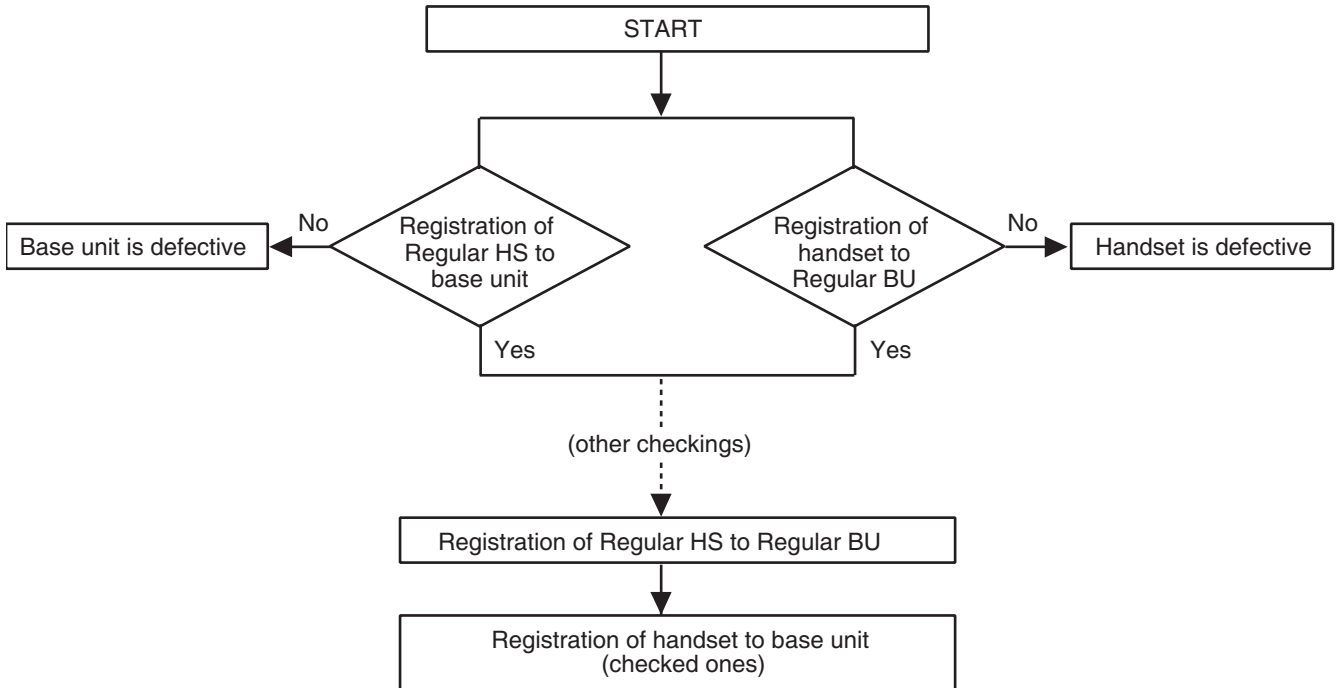 START
No
Registration of
Regular HS to
base unit
Registration of
handset to
Regular BU
No
Base unit is defective
Handset is defective
Yes
Yes
(other checkings)
Registration of Regular HS to Regular BU
Registration of handset to base unit
(checked ones)